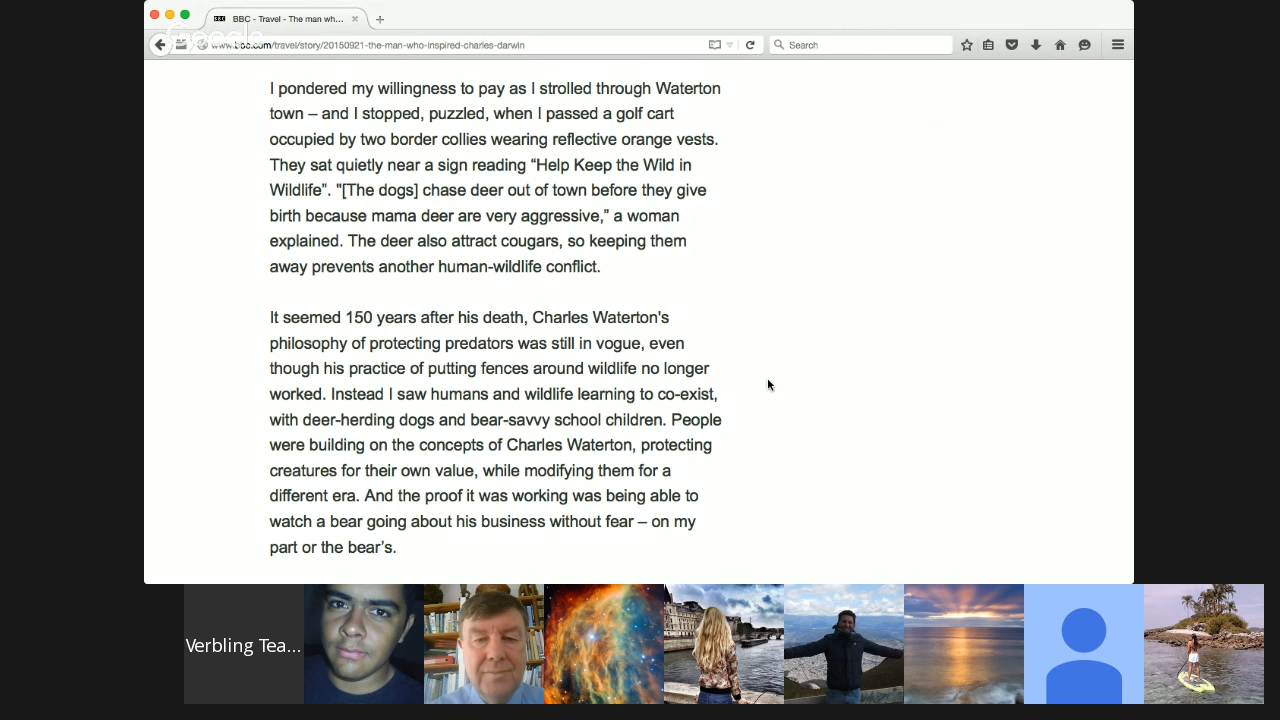 BBC - Travel - The man wh...
Google
www.bbc.com/travel/story/20150921-the-man-who-inspired-charles-darwin
Search
I pondered my willingness to pay as I strolled through Waterton
town – and I stopped, puzzled, when I passed a golf cart
occupied by two border collies wearing reflective orange vests.
They sat quietly near a sign reading “Help Keep the Wild in
Wildlife”. "[The dogs] chase deer out of town before they give
birth because mama deer are very aggressive,” a woman
explained. The deer also attract cougars, so keeping them
away prevents another human-wildlife conflict.
It seemed 150 years after his death, Charles Waterton's
philosophy of protecting predators was still in vogue, even
though his practice of putting fences around wildlife no longer
worked. Instead I saw humans and wildlife learning to co-exist,
with deer-herding dogs and bear-savvy school children. People
were building on the concepts of Charles Waterton, protecting
creatures for their own value, while modifying them for a
different era. And the proof it was working was being able to
watch a bear going about his business without fear – on my
part or the bear’s.
Verbling Tea...